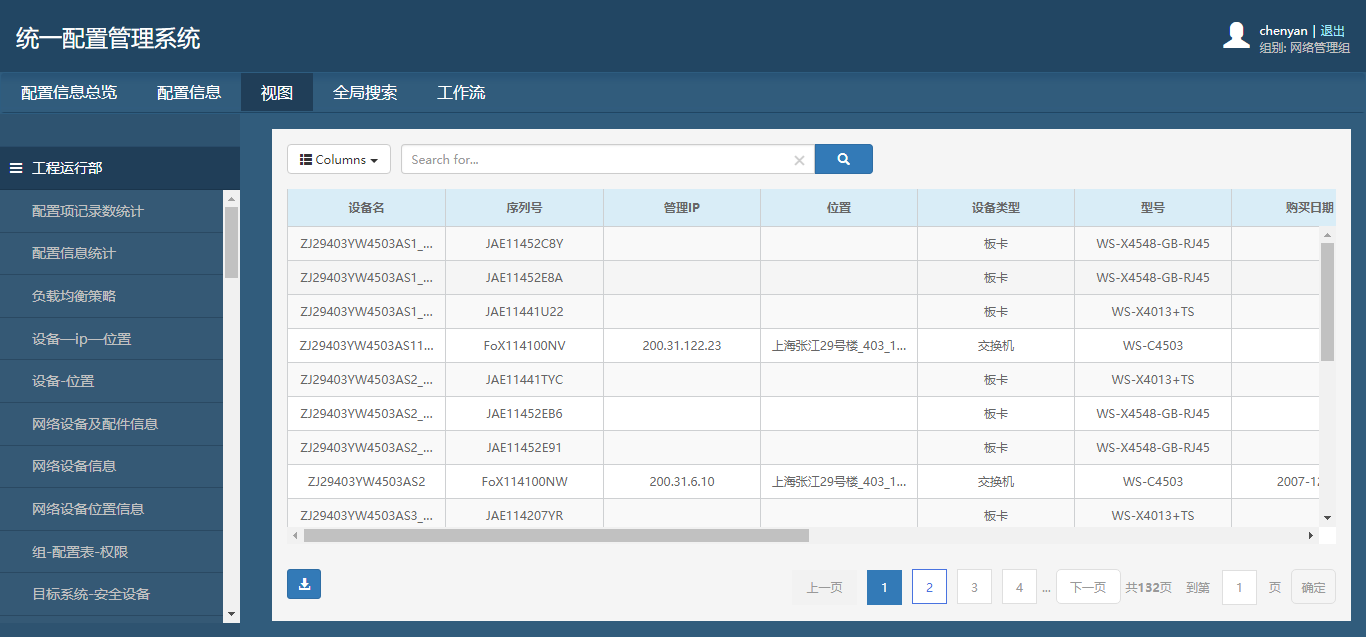 统一配置管理系统
chenyan | 退出
组别: 网络管理组
配置信息总览 配置信息 视图 全局搜索 工作流
工程运行部
配置项记录数统计
配置信息统计
负载均衡策略
设备—ip—位置
设备-位置
网络设备及配件信息
网络设备信息
网络设备位置信息
组-配置表-权限
目标系统-安全设备
Columns Search for...
设备名 序列号 管理IP 位置 设备类型 型号 购买日期
ZJ29403YW4503AS1_... JAE11452C8Y 板卡 WS-X4548-GB-RJ45
ZJ29403YW4503AS1_... JAE11452E8A 板卡 WS-X4548-GB-RJ45
ZJ29403YW4503AS1_... JAE11441U22 板卡 WS-X4013+TS
ZJ29403YW4503AS11... FoX114100NV 200.31.122.23 上海张江29号楼_403_1... 交换机 WS-C4503
ZJ29403YW4503AS2_... JAE11441TYC 板卡 WS-X4013+TS
ZJ29403YW4503AS2_... JAE11452EB6 板卡 WS-X4548-GB-RJ45
ZJ29403YW4503AS2_... JAE11452E91 板卡 WS-X4548-GB-RJ45
ZJ29403YW4503AS2 FoX114100NW 200.31.6.10 上海张江29号楼_403_1... 交换机 WS-C4503 2007-12
ZJ29403YW4503AS3_... JAE114207YR 板卡 WS-X4013+TS
上一页 1 2 3 4 ... 下一页 共132页 到第 1 页 确定